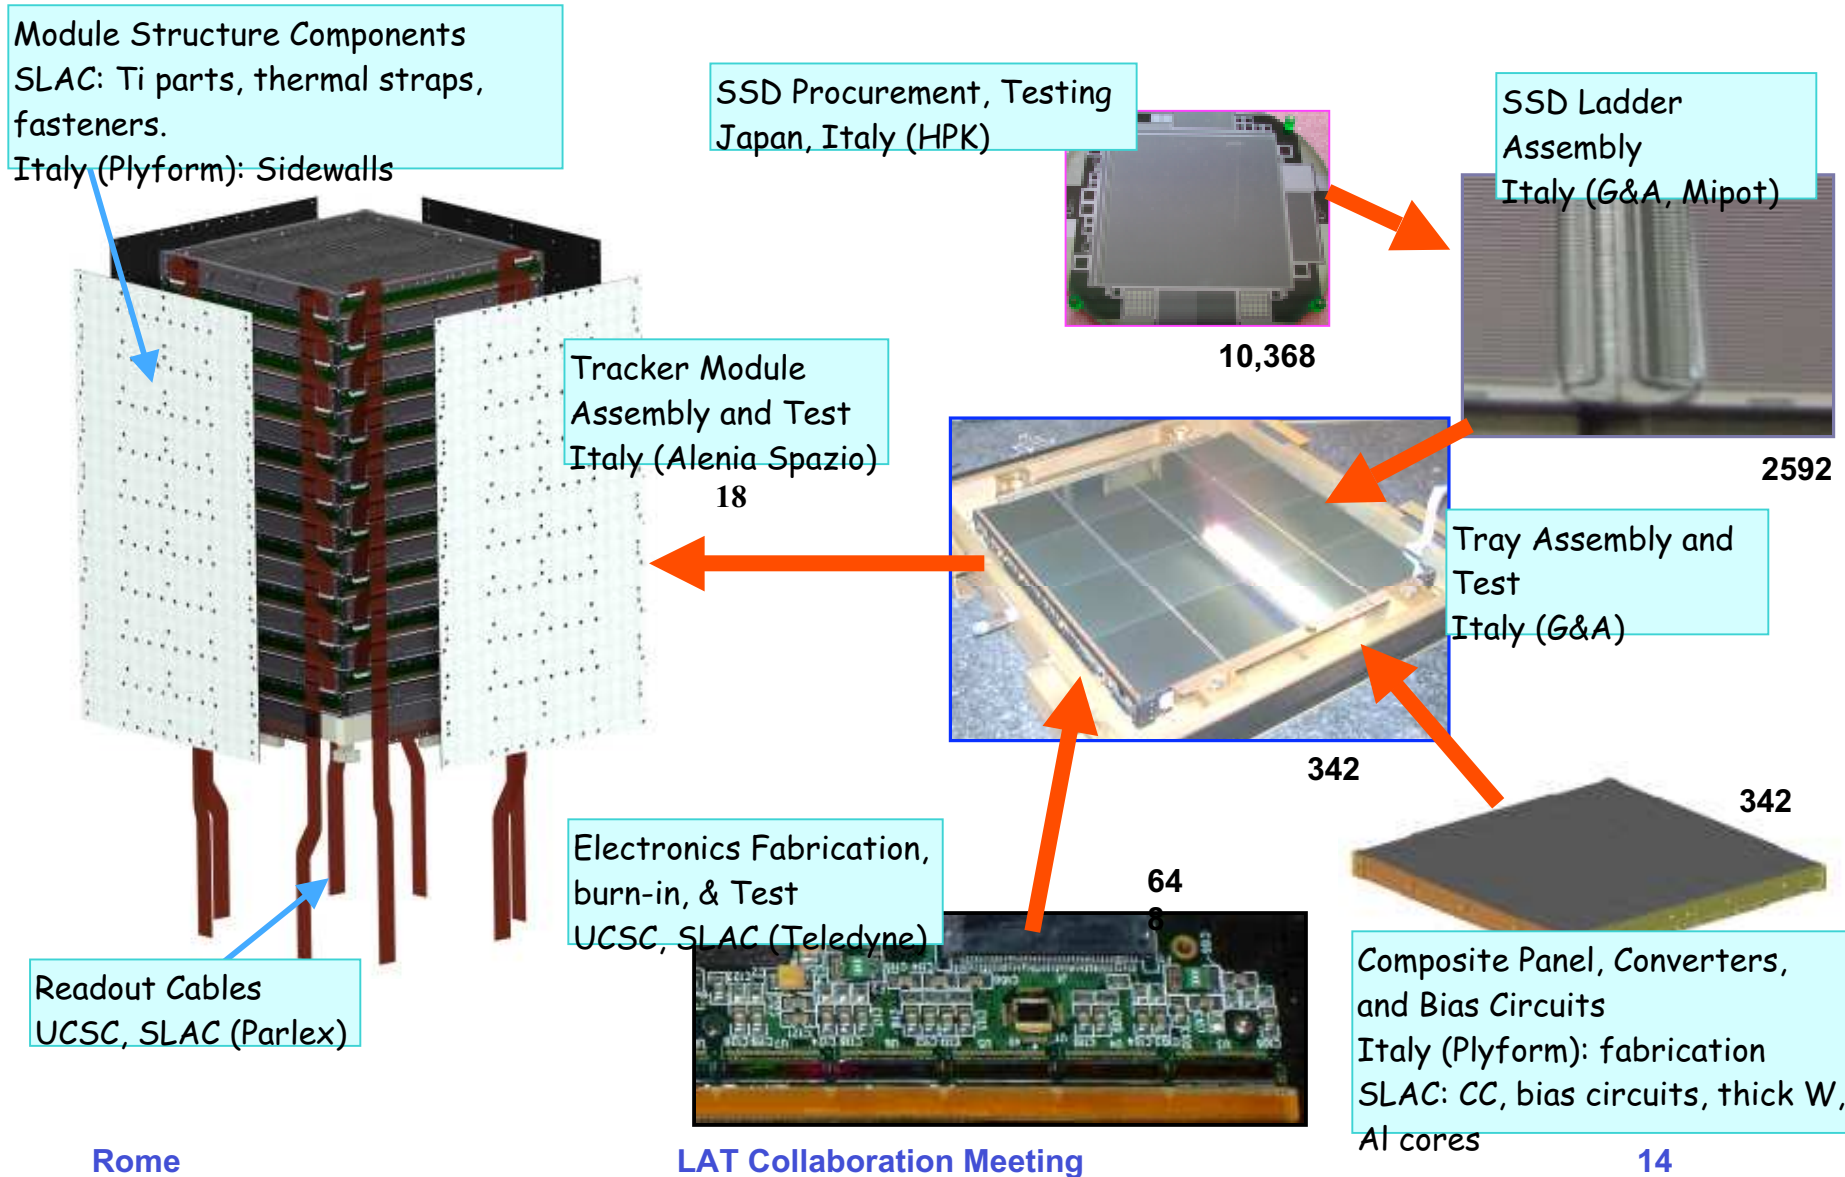 Module Structure Components
SLAC: Ti parts, thermal straps,
fasteners.
Italy (Plyform): Sidewalls
SSD Procurement, Testing
Japan, Italy (HPK)
10,368
SSD Ladder
Assembly
Italy (G&A, Mipot)
2592
Tracker Module
Assembly and Test
Italy (Alenia Spazio)
18
Tray Assembly and
Test
Italy (G&A)
342
342
Electronics Fabrication,
burn-in, & Test
UCSC, SLAC (Teledyne)
64
8
Readout Cables
UCSC, SLAC (Parlex)
Composite Panel, Converters,
and Bias Circuits
Italy (Plyform): fabrication
SLAC: CC, bias circuits, thick W,
Al cores
Rome
LAT Collaboration Meeting
14